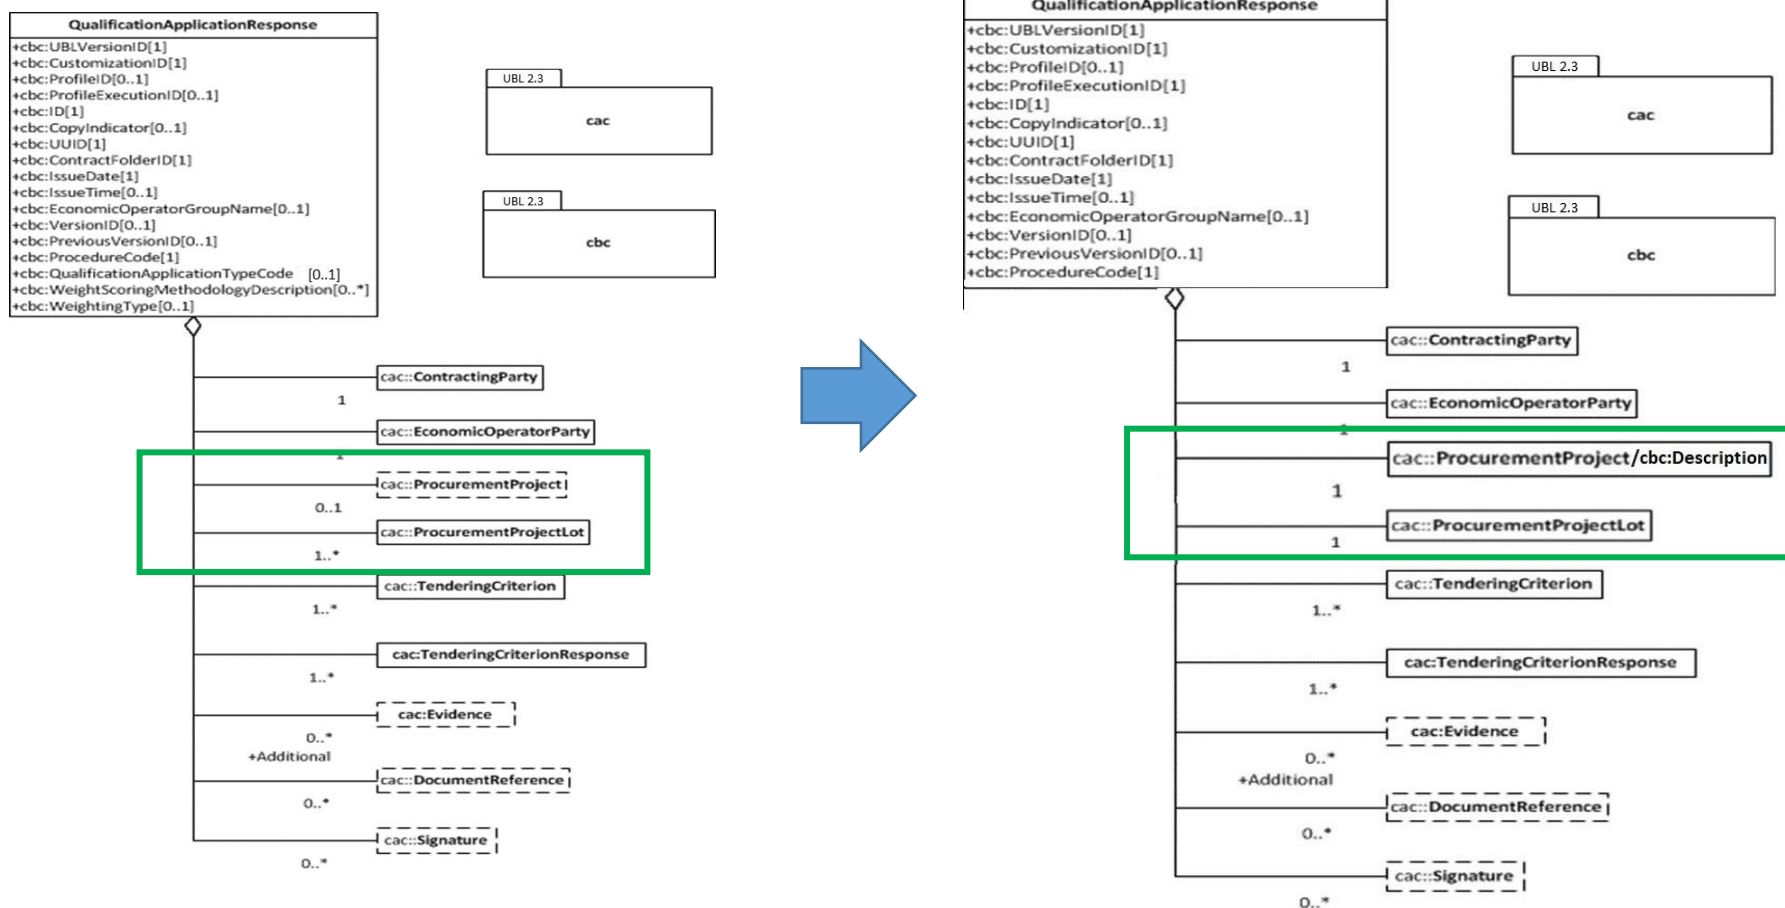 QualificationApplicationResponse
+cbc:UBLVersionID[1]
+cbc:CustomizationID[1]
+cbc:ProfileID[0..1]
+cbc:ProfileExecutionID[0..1]
+cbc:ID[1]
+cbc:CopyIndicator[0..1]
+cbc:UUID[1]
+cbc:ContractFolderID[1]
+cbc:IssueDate[1]
+cbc:IssueTime[0..1]
+cbc:EconomicOperatorGroupName[0..1]
+cbc:VersionID[0..1]
+cbc:PreviousVersionID[0..1]
+cbc:ProcedureCode[1]
+cbc:QualificationApplicationTypeCode [0..1]
+cbc:WeightScoringMethodologyDescription[0..*]
+cbc:WeightingType[0..1]
UBL 2.3
cac
UBL 2.3
cbc
cac::ContractingParty
1
cac::EconomicOperatorParty
1
cac::ProcurementProject
0..1
cac::ProcurementProjectLot
1..*
cac::TenderingCriterion
1..*
cac:TenderingCriterionResponse
1..*
cac:Evidence
0..*
+Additional
cac::DocumentReference
0..*
cac::Signature
0..*
QualificationApplicationResponse
+cbc:UBLVersionID[1]
+cbc:CustomizationID[1]
+cbc:ProfileID[0..1]
+cbc:ProfileExecutionID[1]
+cbc:ID[1]
+cbc:CopyIndicator[0..1]
+cbc:UUID[1]
+cbc:ContractFolderID[1]
+cbc:IssueDate[1]
+cbc:IssueTime[0..1]
+cbc:EconomicOperatorGroupName[0..1]
+cbc:VersionID[0..1]
+cbc:PreviousVersionID[0..1]
+cbc:ProcedureCode[1]
UBL 2.3
cac
UBL 2.3
cbc
cac::ContractingParty
1
cac::EconomicOperatorParty
1
cac::ProcurementProject/cbc:Description
1
cac::ProcurementProjectLot
1
cac::TenderingCriterion
1..*
cac:TenderingCriterionResponse
1..*
cac:Evidence
0..*
+Additional
cac::DocumentReference
0..*
cac::Signature
0..*